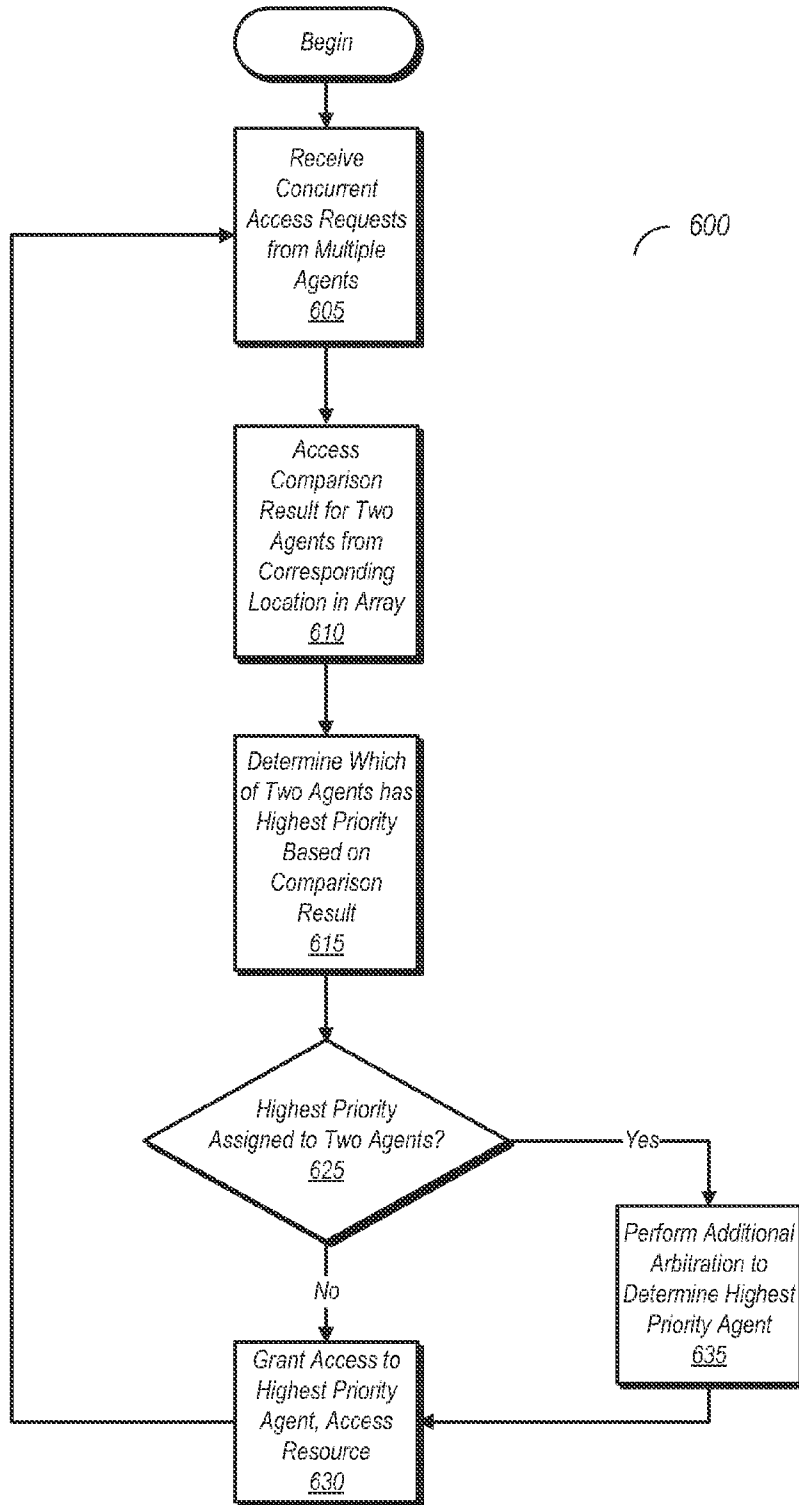 Begin
Receive
Concurrent
Access Requests
from Multiple
Agents
605
600
Access
Comparison
Result for Two
Agents from
Corresponding
Location in Array
610
Determine Which
of Two Agents has
Highest Priority
Based on
Comparison
Result
615
Highest Priority
Assigned to Two Agents?
625
Yes
No
Perform Additional
Arbitration to
Determine Highest
Priority Agent
635
Grant Access to
Highest Priority
Agent, Access
Resource
630